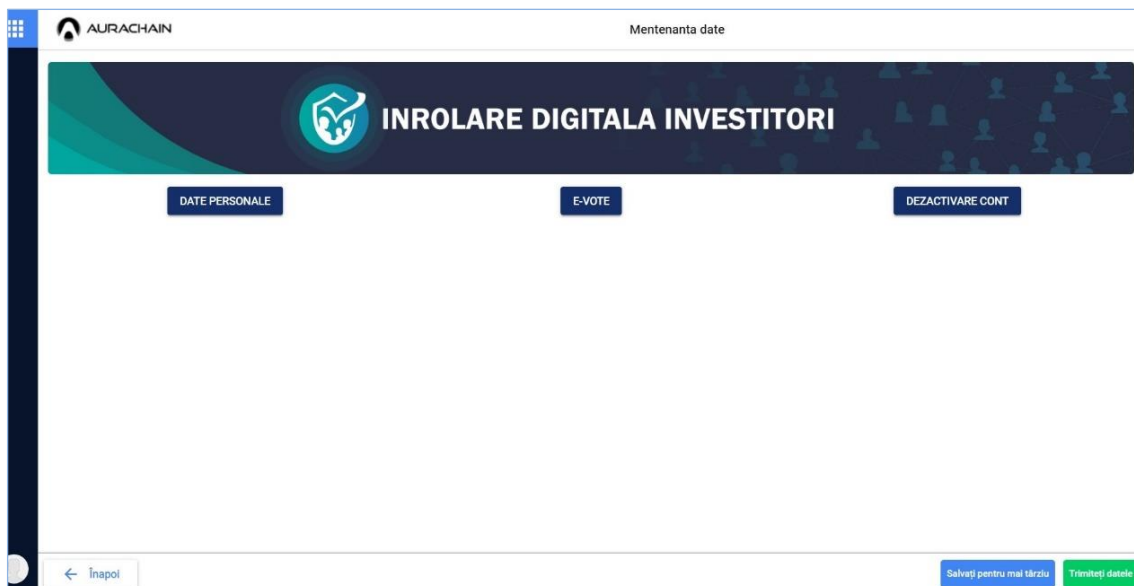 AURACHAIN
Mentenanta date
INROLARE DIGITALA INVESTITORI
DATE PERSONALE
E-VOTE
DEZACTIVARE CONT
Înapoi
Salvați pentru mai târziu
Trimiteți datele